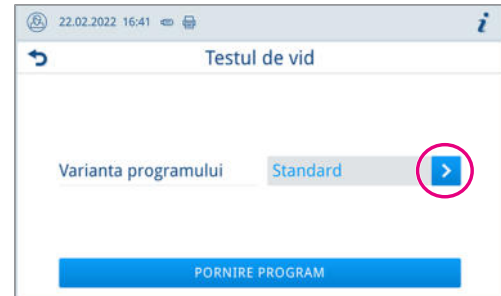 22.02.2022 16:41
Testul de vid
Varianta programului Standard
PORNIRE PROGRAM